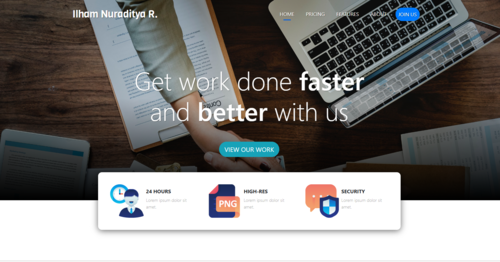 Ilham Nuraditya R.
HOME PRICING FEATURES ABOUT JOIN US
Get work done faster
and better with us
VIEW OUR WORK
24 HOURS
Lorem ipsum dolor sit
amet.
PNG
HIGH-RES
Lorem ipsum dolor sit
amet.
SECURITY
Lorem ipsum dolor sit
amet.